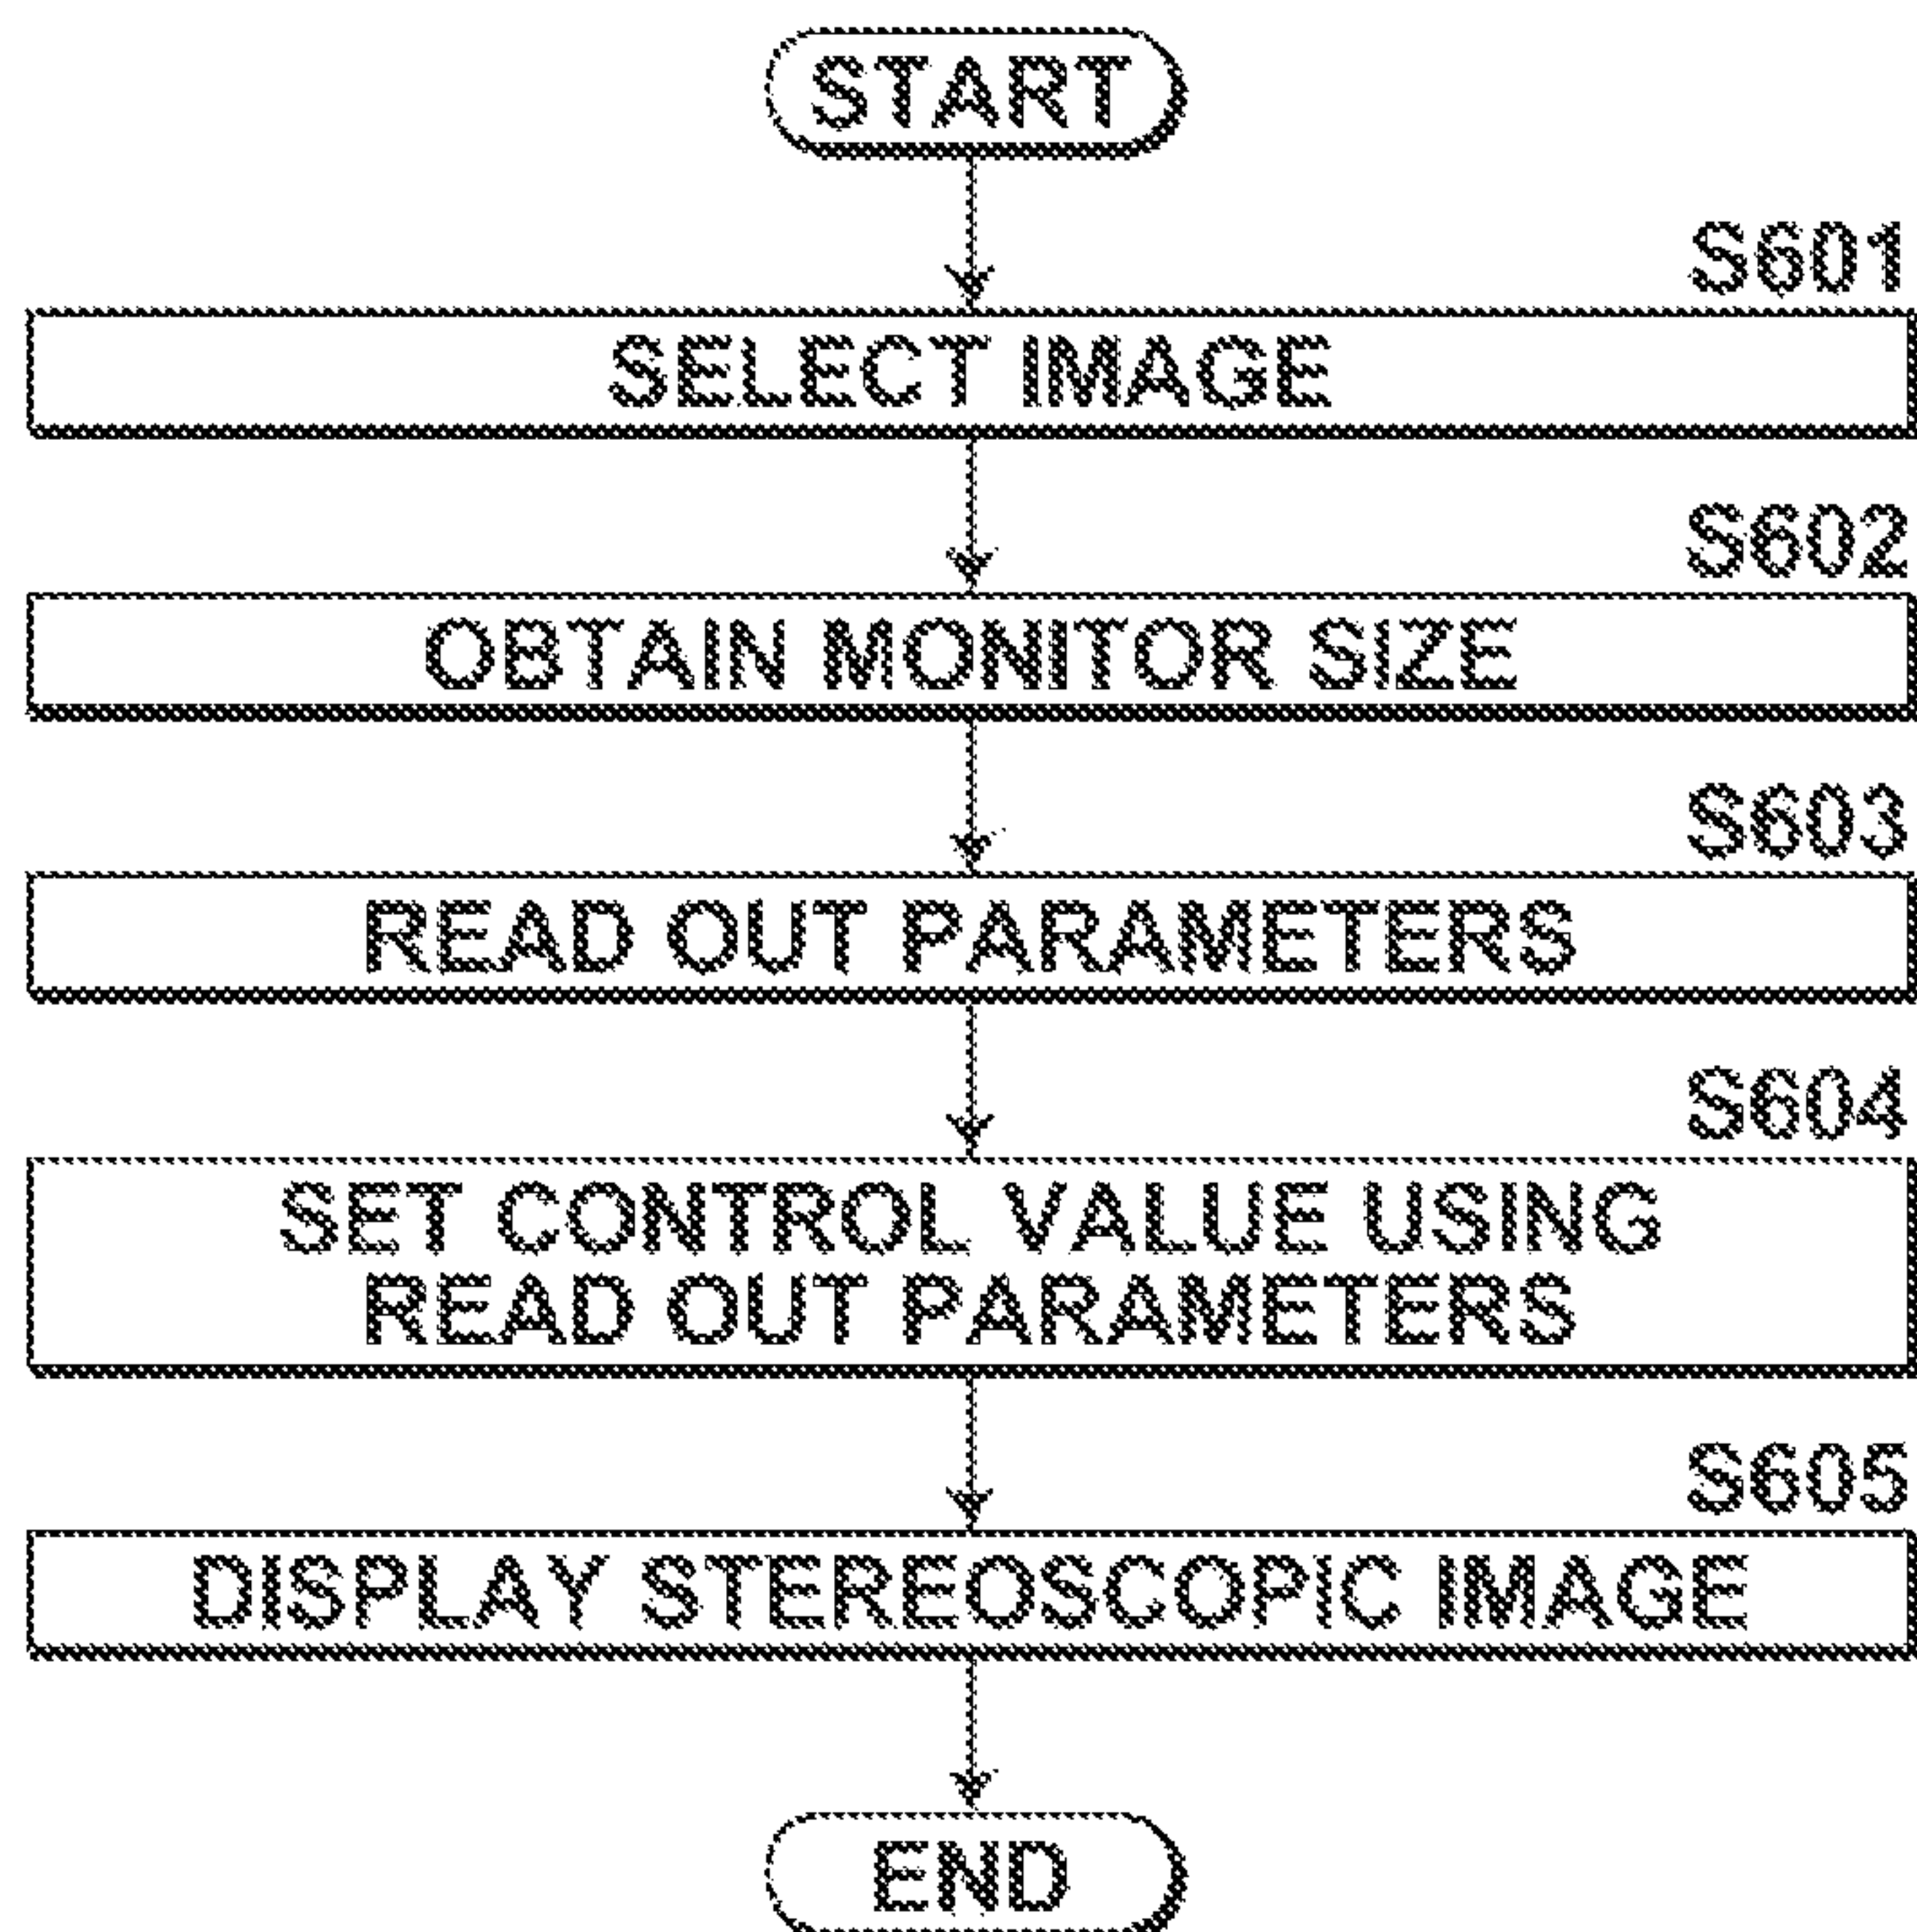 START
S601
SELECT IMAGE
S602
OBTAIN MONITOR SIZE
S603
READ OUT PARAMETERS
S604
SET CONTROL VALUE USING
READ OUT PARAMETERS
S605
DISPLAY STEREOSCOPIC IMAGE
END